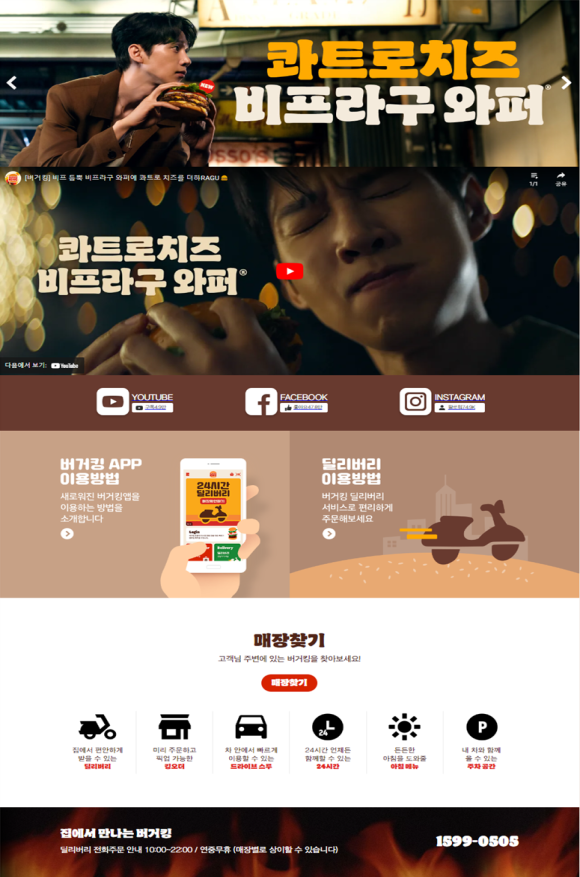 콰트로치즈
비프라구 와퍼®
NEW
[버거킹] 비프 듬뿍 비프라구 와퍼에 콰트로 치즈를 더해RAGU
1/1
공유
콰트로치즈
비프라구 와퍼®
다음에서 보기: YouTube
YOUTUBE
FACEBOOK
INSTAGRAM
버거킹 APP
이용방법
새로워진 버거킹앱을
이용하는 방법을
소개합니다
24시간
딜리버리
Login
Delivery
딜리버리
이용방법
버거킹 딜리버리
서비스로 편리하게
주문해보세요
매장찾기
고객님 주변에 있는 버거킹을 찾아보세요!
매장찾기
24
P
집에서 편안하게
받을 수 있는
딜리버리
미리 주문하고
픽업 가능한
킹오더
차 안에서 빠르게
이용할 수 있는
드라이브 스루
24시간 언제든
함께할 수 있는
24시간
든든한
아침을 도와줄
아침 메뉴
내 차와 함께
올 수 있는
주차 공간
집에서 만나는 버거킹
딜리버리 전화주문 안내 10:00~22:00 / 연중무휴 (매장별로 상이할 수 있습니다)
1599-0505